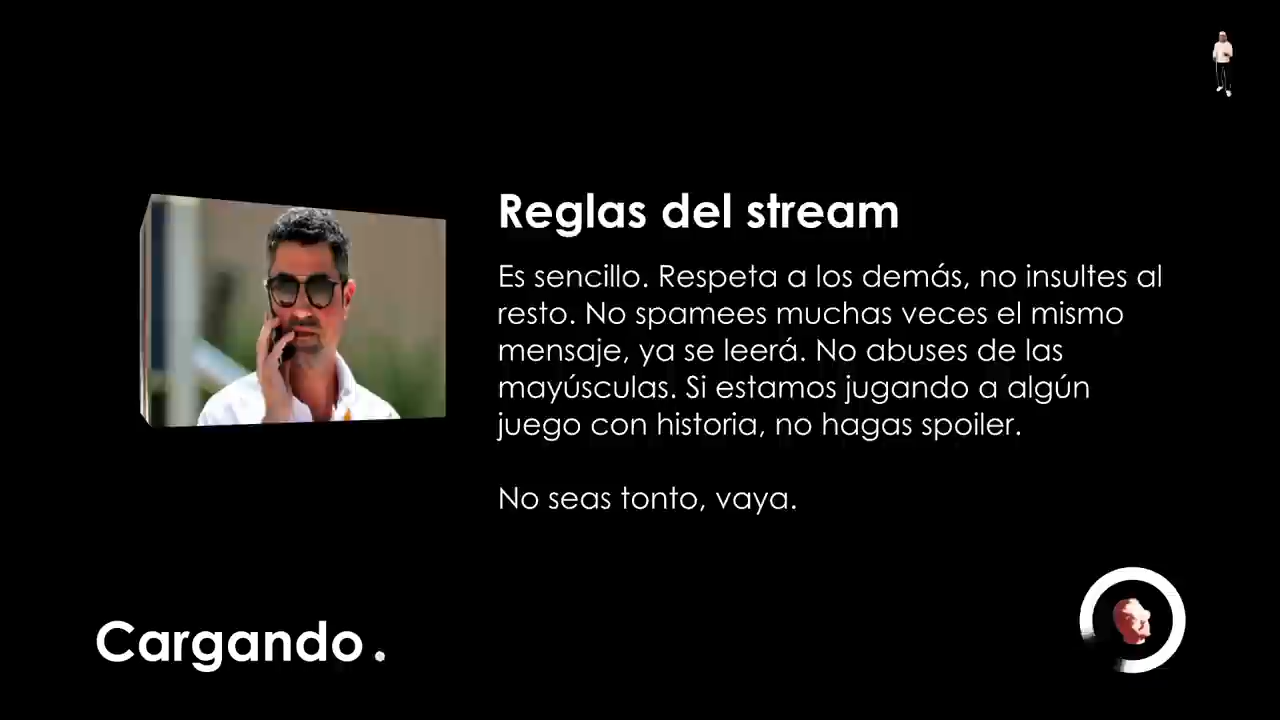 Reglas del stream
Es sencillo. Respeta a los demás, no insultes al
resto. No spamees muchas veces el mismo
mensaje, ya se leerá. No abuses de las
mayúsculas. Si estamos jugando a algún
juego con historia, no hagas spoiler.
No seas tonto, vaya.
Cargando.